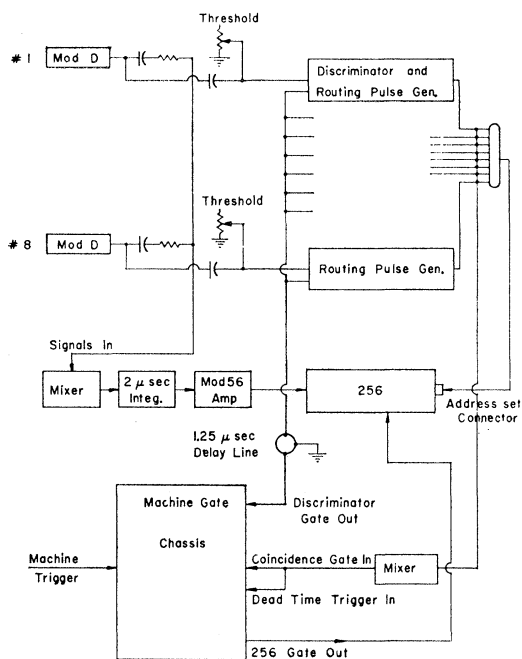 Threshold
#1
Mod D
Discriminator and
Routing Pulse Gen.
Threshold
#8
Mod D
Routing Pulse Gen.
Signals In
Mixer
2 μ sec
Integ.
Mod 56
Amp
256
Address set
Connector
1.25 μ sec
Delay Line
Machine Gate
Chassis
Discriminator
Gate Out
Machine
Trigger
Coincidence Gate In
Mixer
Dead Time Trigger In
256 Gate Out